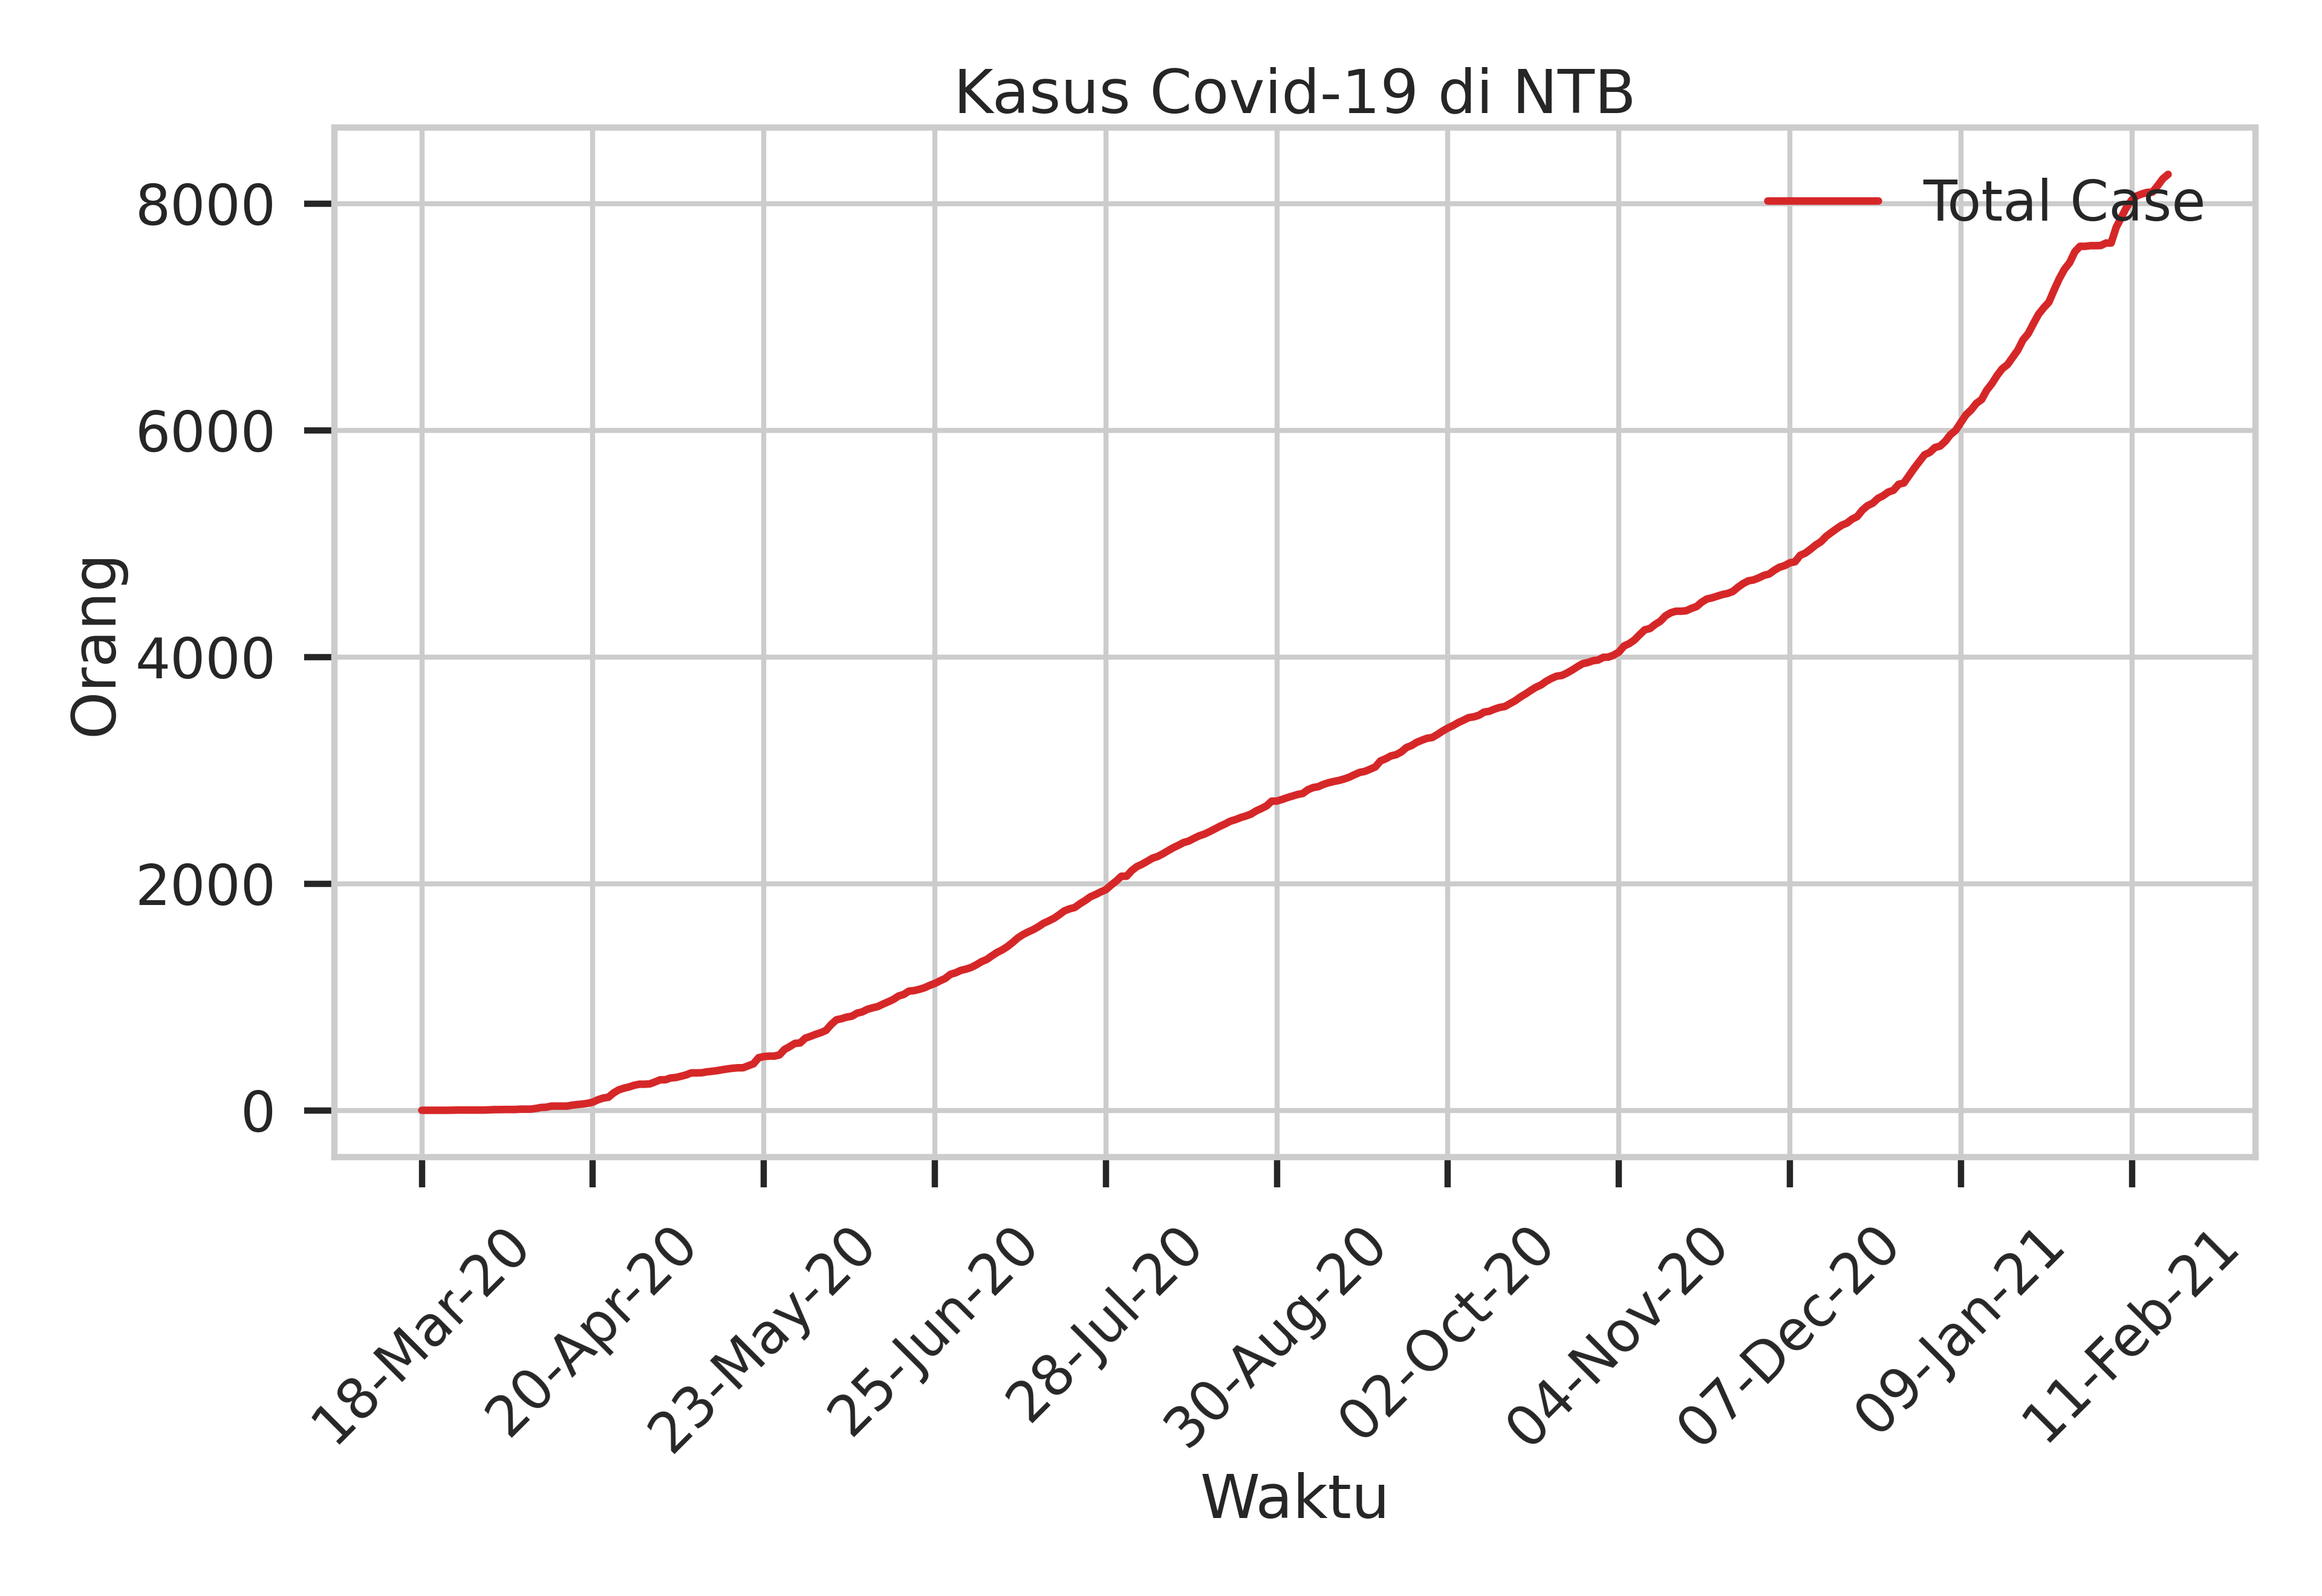 Kasus Covid-19 di NTB
Total Case
8000
6000
4000
2000
0
Orang
18-Mar-20
20-Apr-20
23-May-20
25-Jun-20
28-Jul-20
30-Aug-20
02-Oct-20
04-Nov-20
07-Dec-20
09-Jan-21
11-Feb-21
Waktu